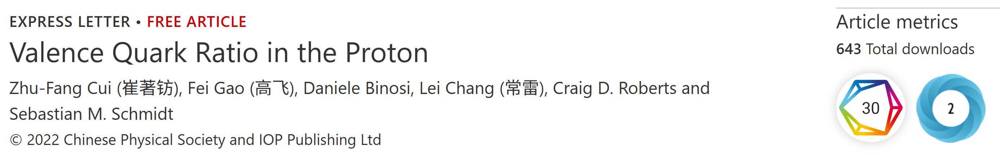 EXPRESS LETTER • FREE ARTICLE
Valence Quark Ratio in the Proton
Zhu-Fang Cui (崔著钫), Fei Gao (高飞), Daniele Binosi, Lei Chang (常雷), Craig D. Roberts and
Sebastian M. Schmidt
© 2022 Chinese Physical Society and IOP Publishing Ltd
Article metrics
643 Total downloads
30
2